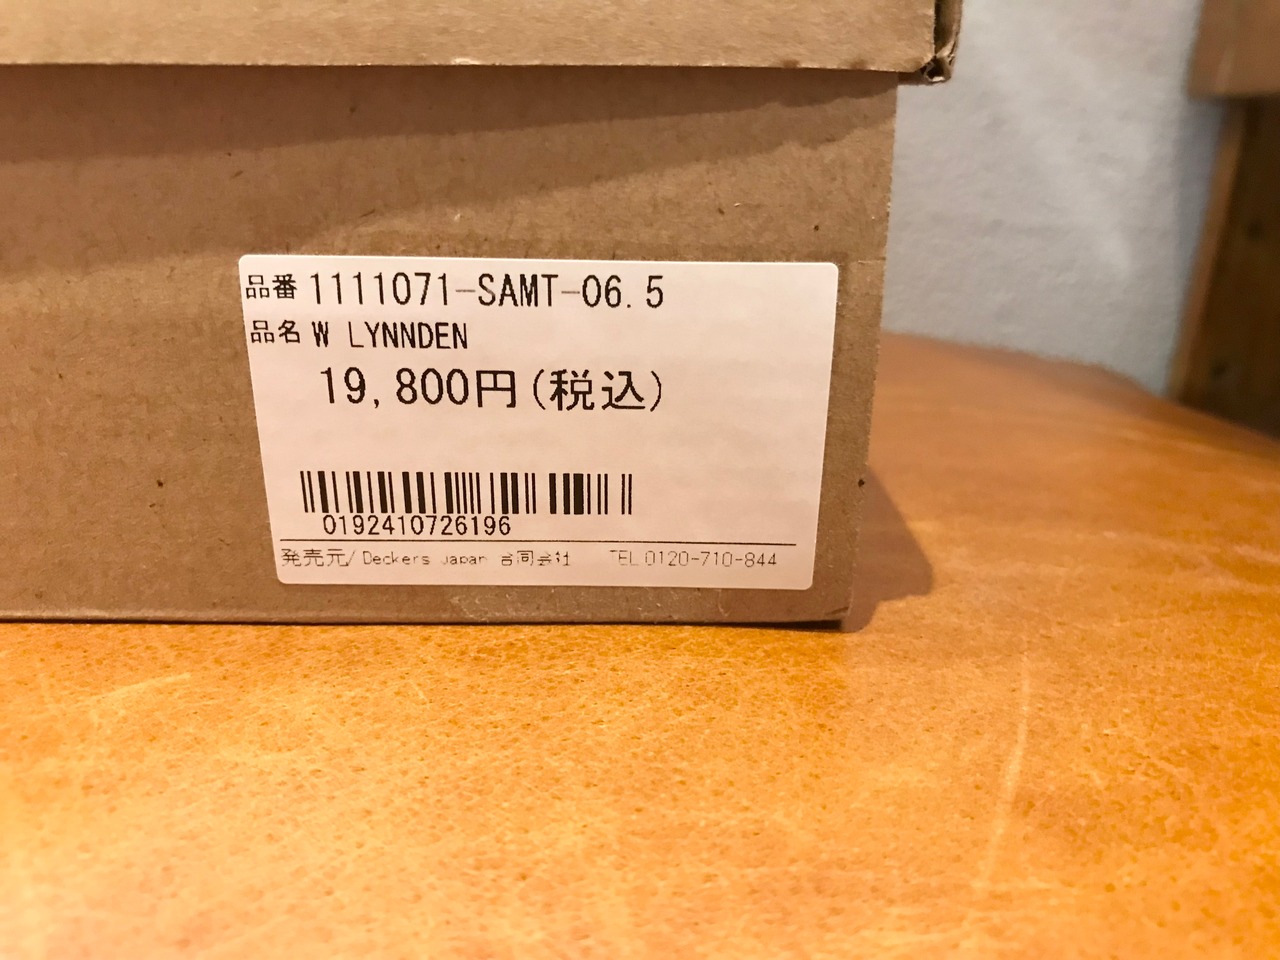 品番 1111071-SAMT-06.5
品名 W LYNNDEN
19,800円(税込)
0192410726196
発売元/ Deckers Japan 合同会社 TEL 0120-710-844